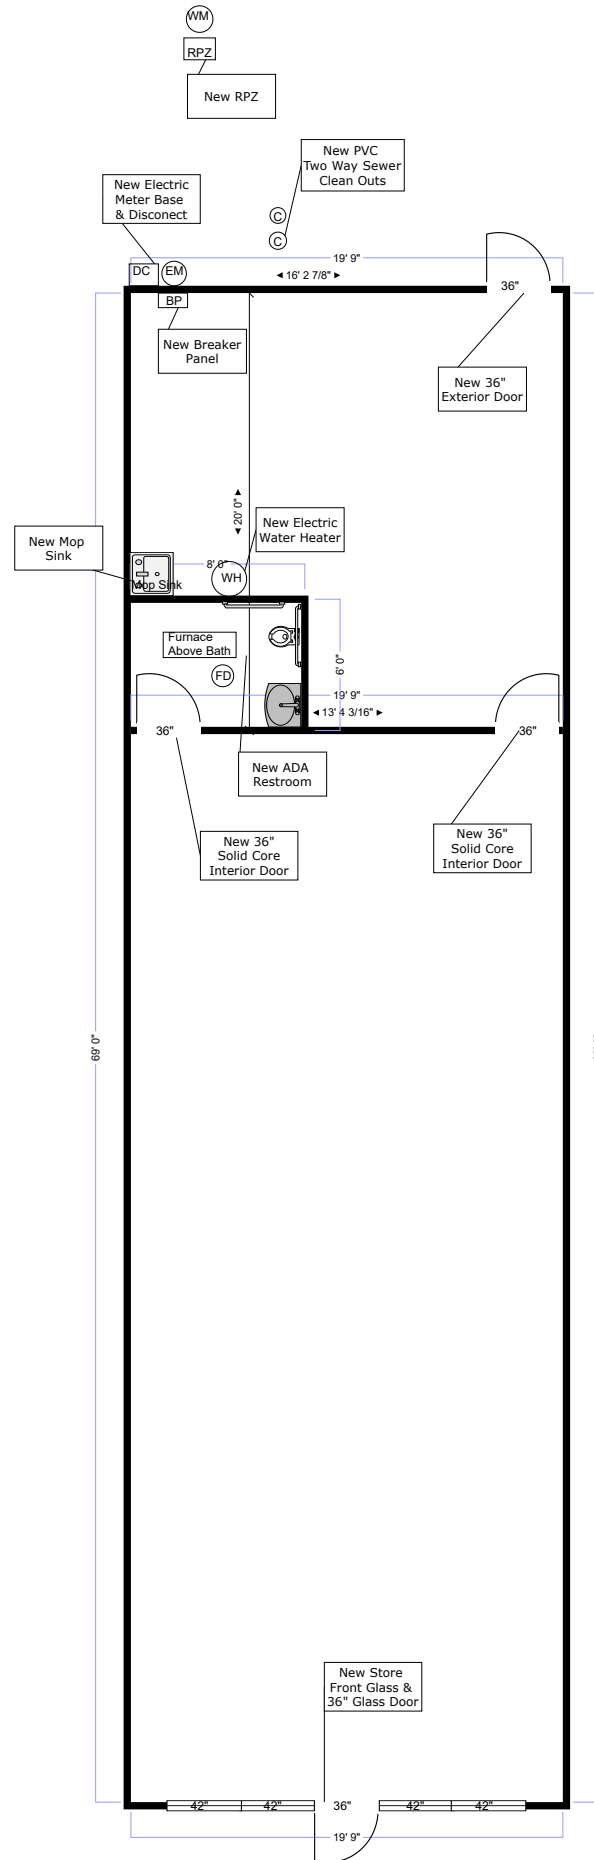 WM
RPZ
New RPZ
New PVC
Two Way Sewer
Clean Outs
New Electric
Meter Base
& Disconect
C
C
19' 9"
DC
EM
16' 2 7/8"
36"
BP
New Breaker
Panel
New 36"
Exterior Door
20' 0"
New Electric
Water Heater
New Mop
Sink
8' 0"
WH
Mop Sink
Furnace
Above Bath
FD
6' 0"
19' 9"
13' 4 3/16"
36"
36"
New ADA
Restroom
New 36"
Solid Core
Interior Door
New 36"
Solid Core
Interior Door
69' 0"
New Store
Front Glass &
36" Glass Door
42"
42"
36"
42"
42"
19' 9"